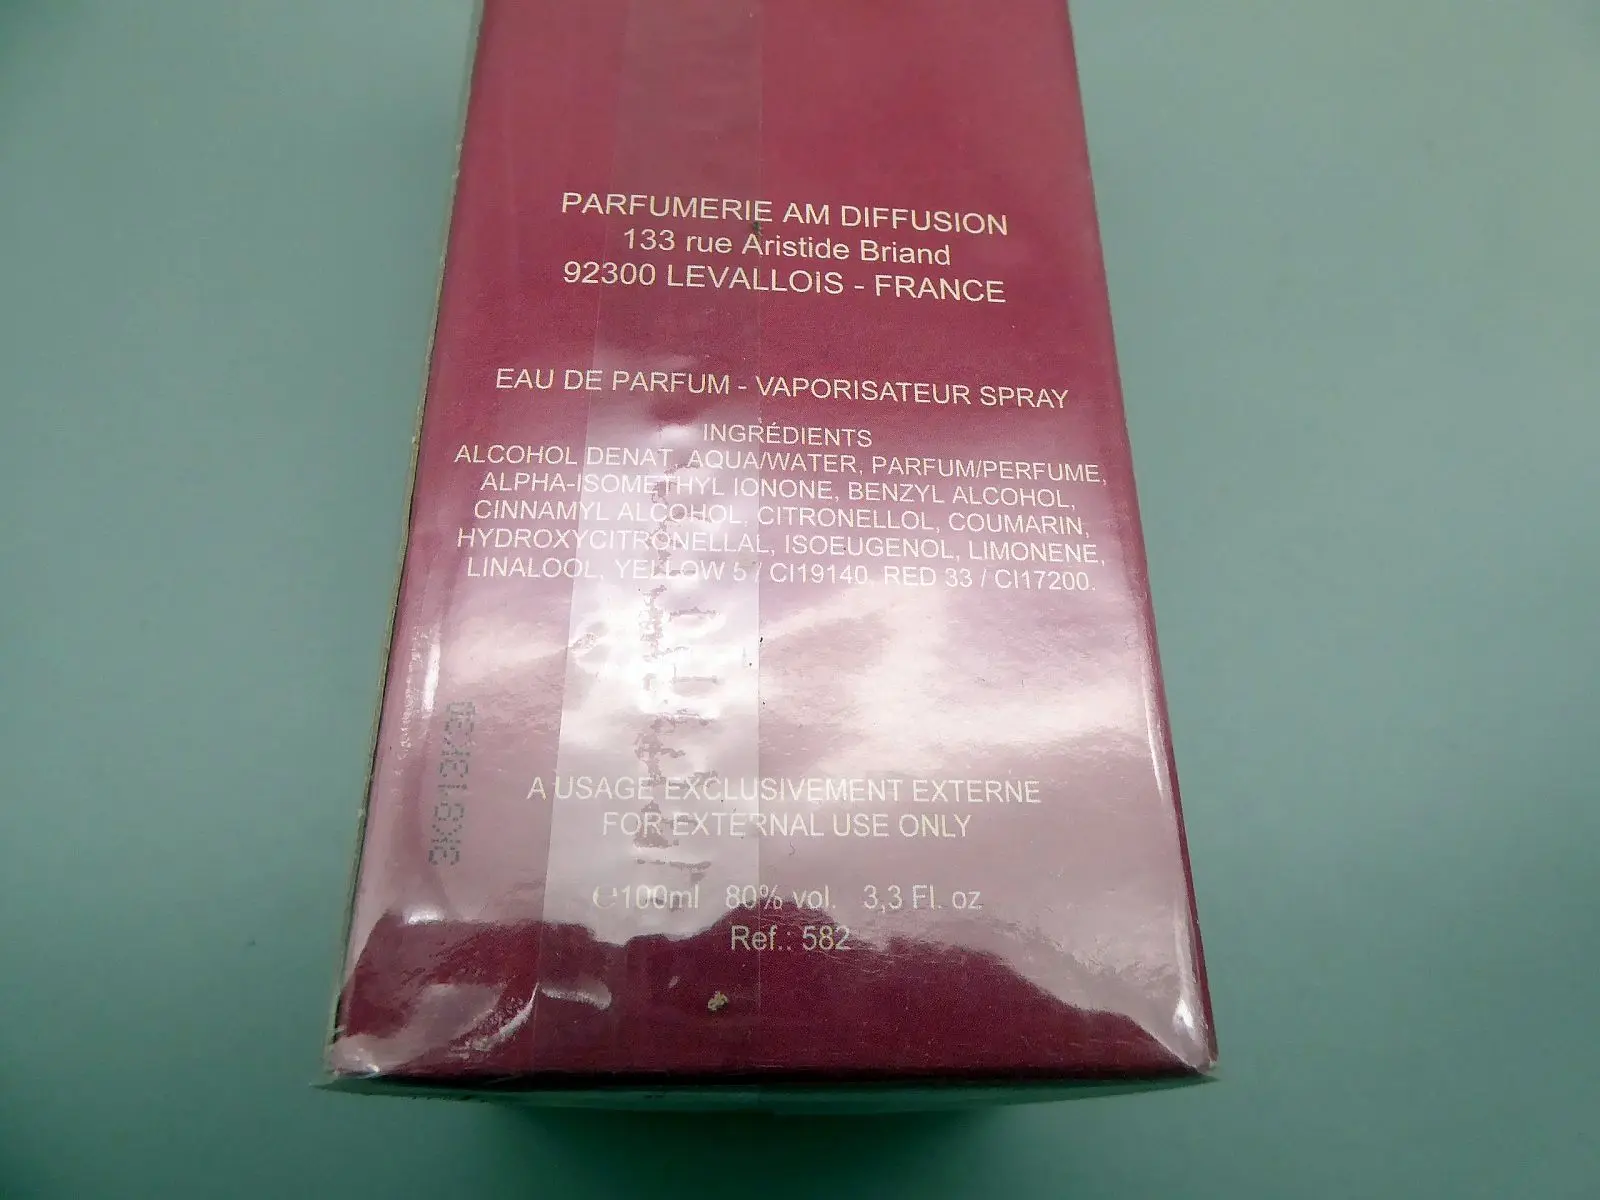 PARFUMERIE AM DIFFUSION
133 rue Aristide Briand
92300 LEVALLOIS - FRANCE
EAU DE PARFUM - VAPORISATEUR SPRAY
INGRÉDIENTS
ALCOHOL DENAT, AQUA/WATER, PARFUM/PERFUME,
ALPHA-ISOMETHYL IONONE, BENZYL ALCOHOL,
CINNAMYL ALCOHOL, CITRONELLOL, COUMARIN,
HYDROXYCITRONELLAL, ISOEUGENOL, LIMONENE,
LINALOOL, YELLOW 5 / CI19140, RED 33 / CI17200.
A USAGE EXCLUSIVEMENT EXTERNE
FOR EXTERNAL USE ONLY
℮100ml 80% vol. 3,3 Fl. oz
Ref.: 582